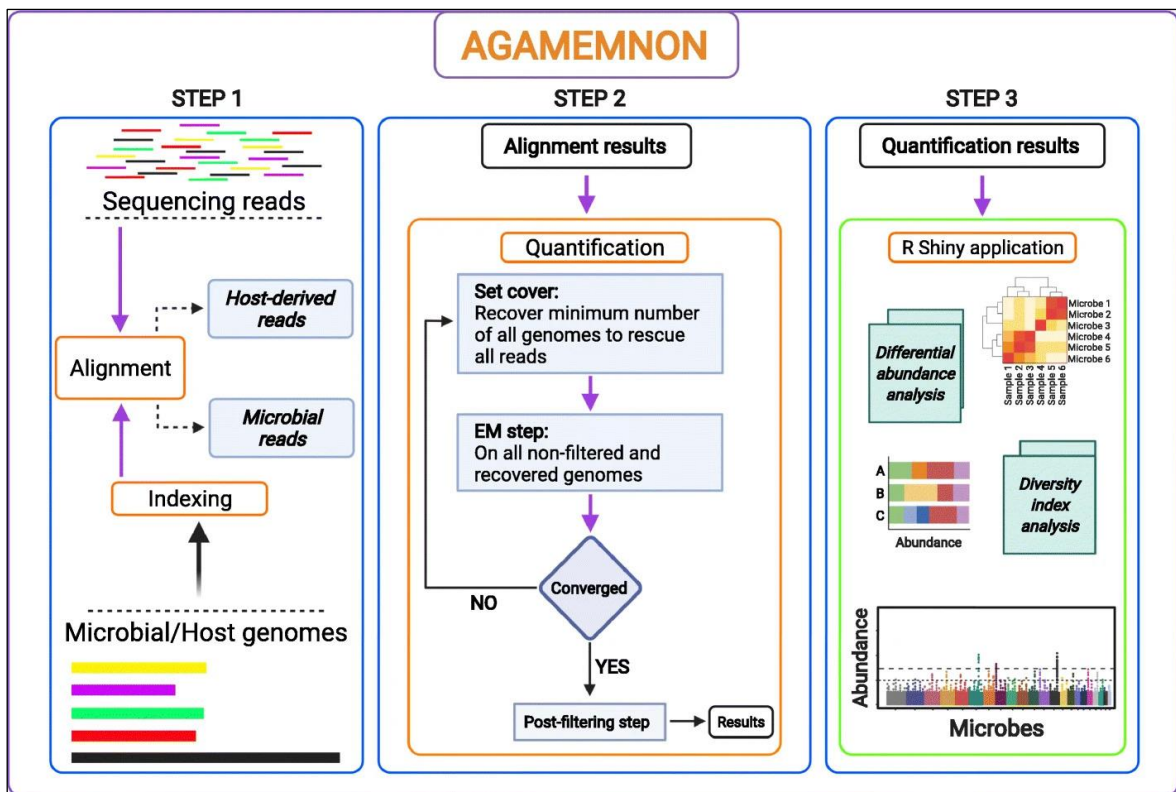 AGAMEMNON
STEP 1
Sequencing reads
Host-derived
reads
Alignment
Microbial
reads
Indexing
Microbial/Host genomes
STEP 2
Alignment results
Quantification
Set cover:
Recover minimum number
of all genomes to rescue
all reads
EM step:
On all non-filtered and
recovered genomes
Converged
NO
YES
Post-filtering step
Results
STEP 3
Quantification results
R Shiny application
Differential
abundance
analysis
Microbe 1
Microbe 2
Microbe 3
Microbe 4
Microbe 5
Microbe 6
Sample 1
Sample 2
Sample 3
Sample 4
Sample 5
Sample 6
A
B
C
Abundance
Diversity
index
analysis
Abundance
Microbes